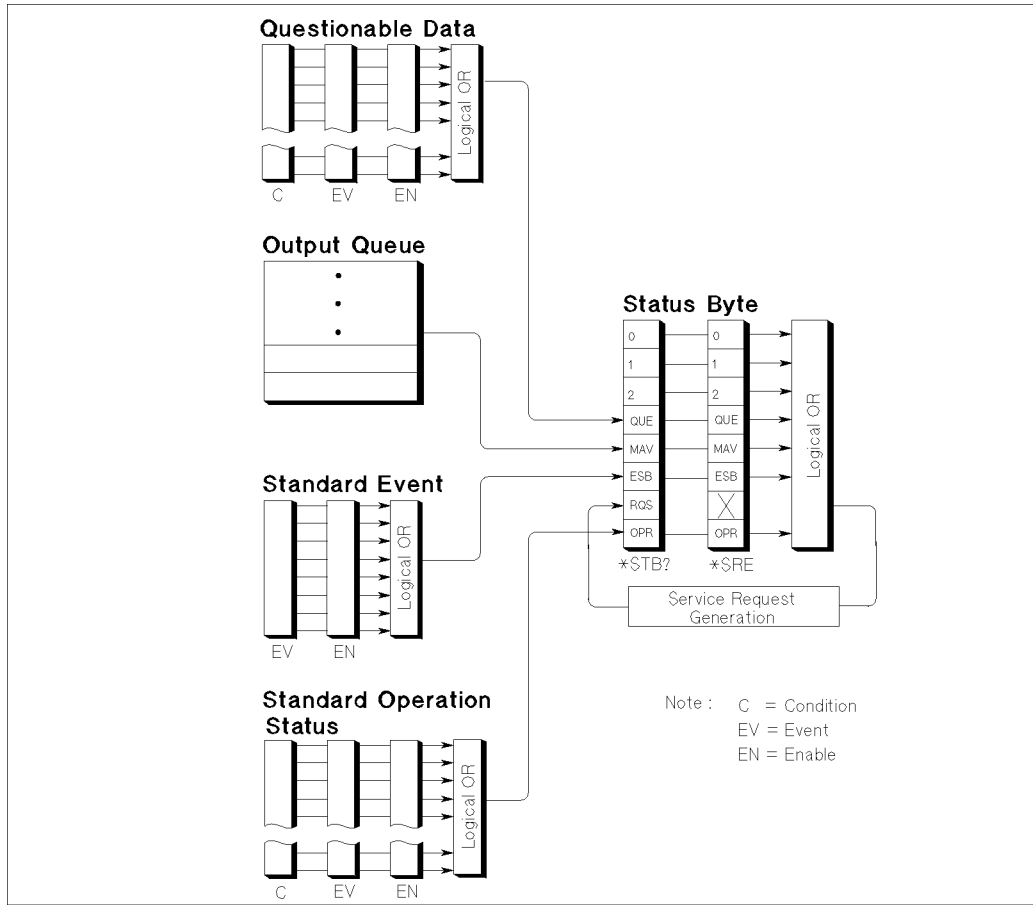 Questionable Data
Logical OR
C EV EN
Output Queue
Status Byte
0 0
1 1
2 2
QUE QUE
MAV MAV
ESB ESB
RQS X
OPR OPR
Logical OR
*STB? *SRE
Service Request
Generation
Standard Event
Logical OR
EV EN
Standard Operation
Status
Logical OR
C EV EN
Note : C = Condition
EV = Event
EN = Enable